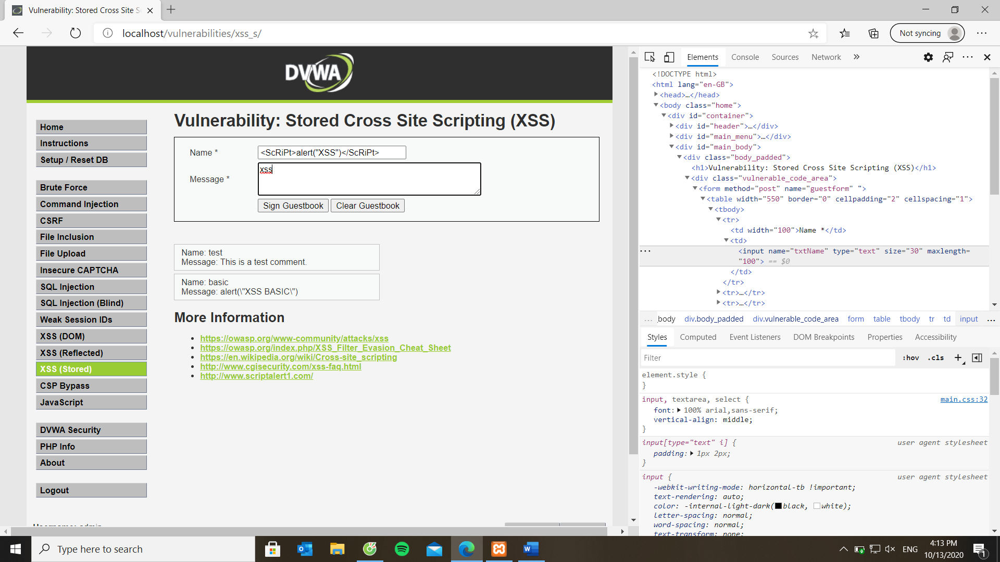 Vulnerability: Stored Cross Site S
localhost/vulnerabilities/xss_s/
Not syncing
DVWA
Home
Instructions
Setup / Reset DB
Brute Force
Command Injection
CSRF
File Inclusion
File Upload
Insecure CAPTCHA
SQL Injection
SQL Injection (Blind)
Weak Session IDs
XSS (DOM)
XSS (Reflected)
XSS (Stored)
CSP Bypass
JavaScript
DVWA Security
PHP Info
About
Logout
Vulnerability: Stored Cross Site Scripting (XSS)
Name * <ScRiPt>alert("XSS")</ScRiPt>
Message * xss
Sign Guestbook Clear Guestbook
Name: test
Message: This is a test comment.
Name: basic
Message: alert(\"XSS BASIC\")
More Information
https://owasp.org/www-community/attacks/xss
https://owasp.org/index.php/XSS_Filter_Evasion_Cheat_Sheet
https://en.wikipedia.org/wiki/Cross-site_scripting
http://www.cgisecurity.com/xss-faq.html
http://www.scriptalert1.com/
Elements Console Sources Network
<!DOCTYPE html>
<html lang="en-GB">
<head>…</head>
<body class="home">
<div id="container">
<div id="header">…</div>
<div id="main_menu">…</div>
<div id="main_body">
<div class="body_padded">
<h1>Vulnerability: Stored Cross Site Scripting (XSS)</h1>
<div class="vulnerable_code_area">
<form method="post" name="guestform" ">
<table width="550" border="0" cellpadding="2" cellspacing="1">
<tbody>
<tr>
<td width="100">Name *</td>
<td>
<input name="txtName" type="text" size="30" maxlength=
"100"> == $0
</td>
</tr>
<tr>…</tr>
<tr>…</tr>
... body div.body_padded div.vulnerable_code_area form table tbody tr td input ...
Styles Computed Event Listeners DOM Breakpoints Properties Accessibility
Filter :hov .cls +
element.style {
}
input, textarea, select { main.css:32
font: 100% arial,sans-serif;
vertical-align: middle;
}
input[type="text" i] { user agent stylesheet
padding: 1px 2px;
}
input { user agent stylesheet
-webkit-writing-mode: horizontal-tb !important;
text-rendering: auto;
color: -internal-light-dark(black, white);
letter-spacing: normal;
word-spacing: normal;
text-transform: none;
Type here to search
ENG
4:13 PM
10/13/2020
1